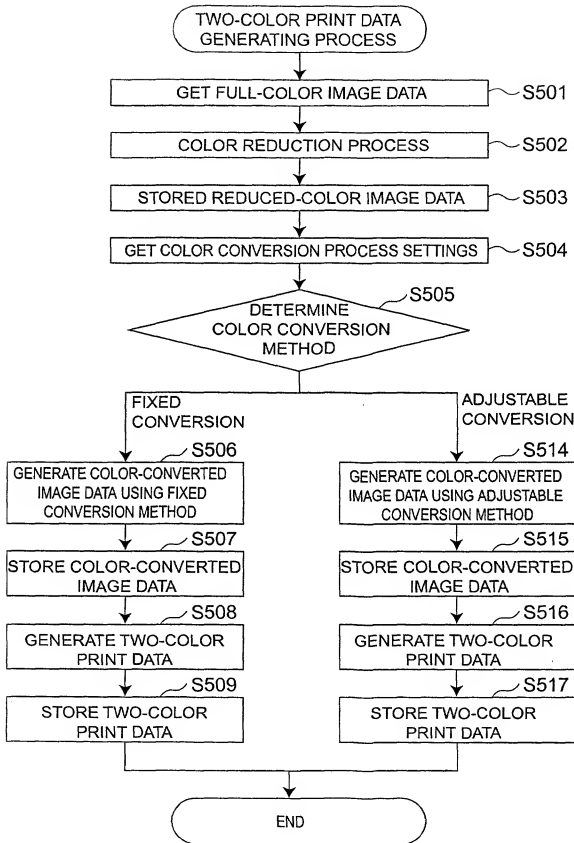 TWO-COLOR PRINT DATA
GENERATING PROCESS
GET FULL-COLOR IMAGE DATA
S501
COLOR REDUCTION PROCESS
S502
STORED REDUCED-COLOR IMAGE DATA
S503
GET COLOR CONVERSION PROCESS SETTINGS
S504
S505
DETERMINE
COLOR CONVERSION
METHOD
FIXED
CONVERSION
S506
GENERATE COLOR-CONVERTED
IMAGE DATA USING FIXED
CONVERSION METHOD
S507
STORE COLOR-CONVERTED
IMAGE DATA
S508
GENERATE TWO-COLOR
PRINT DATA
S509
STORE TWO-COLOR
PRINT DATA
ADJUSTABLE
CONVERSION
S514
GENERATE COLOR-CONVERTED
IMAGE DATA USING ADJUSTABLE
CONVERSION METHOD
S515
STORE COLOR-CONVERTED
IMAGE DATA
S516
GENERATE TWO-COLOR
PRINT DATA
S517
STORE TWO-COLOR
PRINT DATA
END